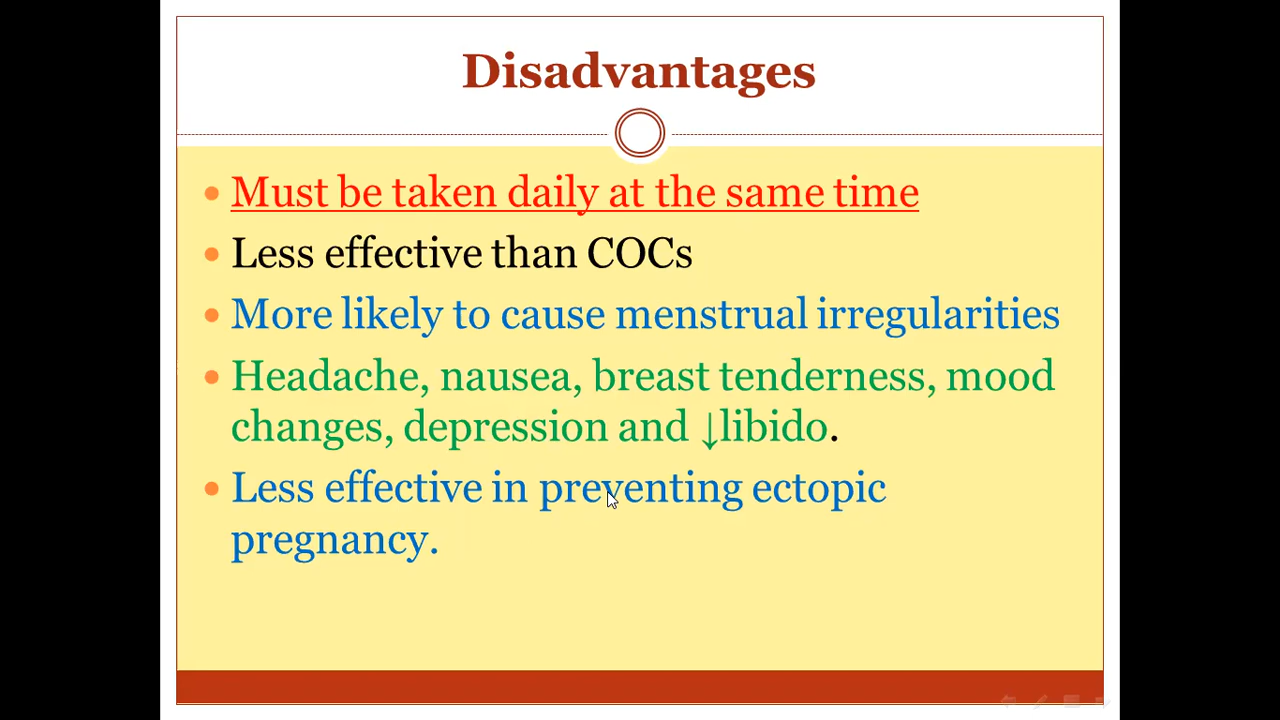 Disadvantages
• Must be taken daily at the same time
• Less effective than COCs
• More likely to cause menstrual irregularities
• Headache, nausea, breast tenderness, mood
changes, depression and ↓libido.
• Less effective in preventing ectopic
pregnancy.